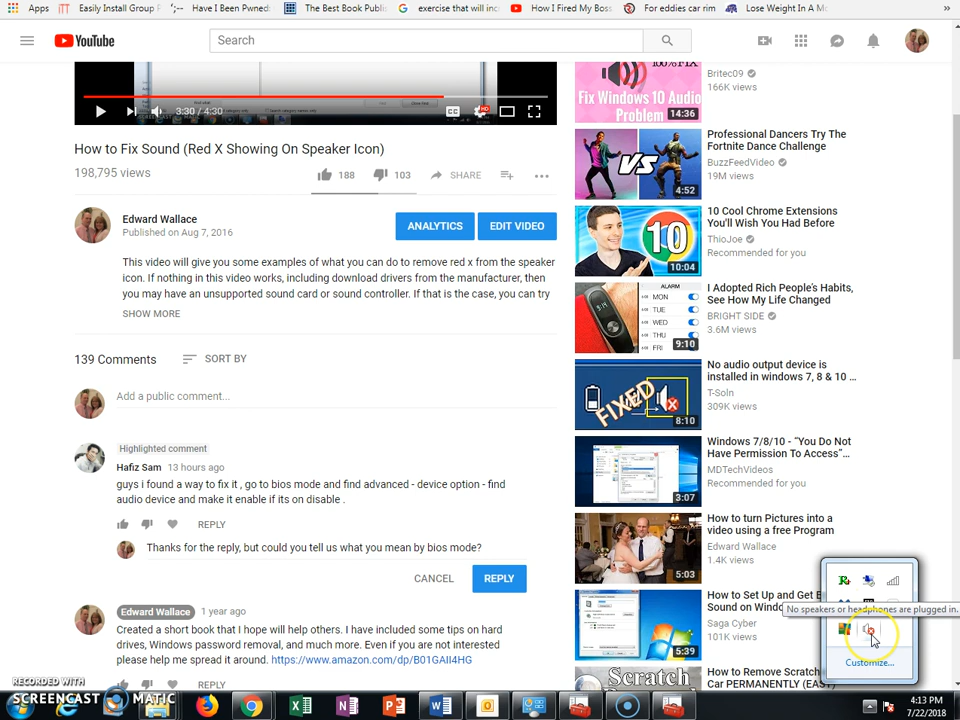 Apps
Easily Install Group P
Have I Been Pwned:
The Best Book Publi
exercise that will inc
How I Fired My Boss
For eddies car rim
Lose Weight In A M
»
YouTube
Search
3:30 / 4:30
CC
HD
How to Fix Sound (Red X Showing On Speaker Icon)
198,795 views
188
103
SHARE
Edward Wallace
Published on Aug 7, 2016
ANALYTICS
EDIT VIDEO
This video will give you some examples of what you can do to remove red x from the speaker
icon. If nothing in this video works, including download drivers from the manufacturer, then
you may have an unsupported sound card or sound controller. If that is the case, you can try
SHOW MORE
139 Comments
SORT BY
Add a public comment...
Highlighted comment
Hafiz Sam 13 hours ago
guys i found a way to fix it , go to bios mode and find advanced - device option - find
audio device and make it enable if its on disable .
REPLY
Thanks for the reply, but could you tell us what you mean by bios mode?
CANCEL
REPLY
Edward Wallace 1 year ago
Created a short book that I hope will help others. I have included some tips on hard
drives, Windows password removal, and much more. Even if you are not interested
please help me spread it around. https://www.amazon.com/dp/B01GAII4HG
REPLY
100% FIX
Fix Windows 10 Audio
Problem
14:36
Britec09
166K views
VS
4:52
Professional Dancers Try The
Fortnite Dance Challenge
BuzzFeedVideo
19M views
10
10:04
10 Cool Chrome Extensions
You'll Wish You Had Before
ThioJoe
Recommended for you
ALARM
MON
TUE
WED
THU
FRI
9:10
I Adopted Rich People's Habits,
See How My Life Changed
BRIGHT SIDE
3.6M views
FIXED
8:10
No audio output device is
installed in windows 7, 8 & 10 ...
T-Soln
309K views
3:07
Windows 7/8/10 - “You Do Not
Have Permission To Access”...
MDTechVideos
Recommended for you
5:03
How to turn Pictures into a
video using a free Program
Edward Wallace
1.4K views
5:39
How to Set Up and Get B
Sound on Windo
Saga Cyber
101K views
Scratch
How to Remove Scratch
Car PERMANENTLY (EASY)
No speakers or headphones are plugged in.
Customize...
RECORDED WITH
SCREENCAST MATIC
4:13 PM
7/22/2018